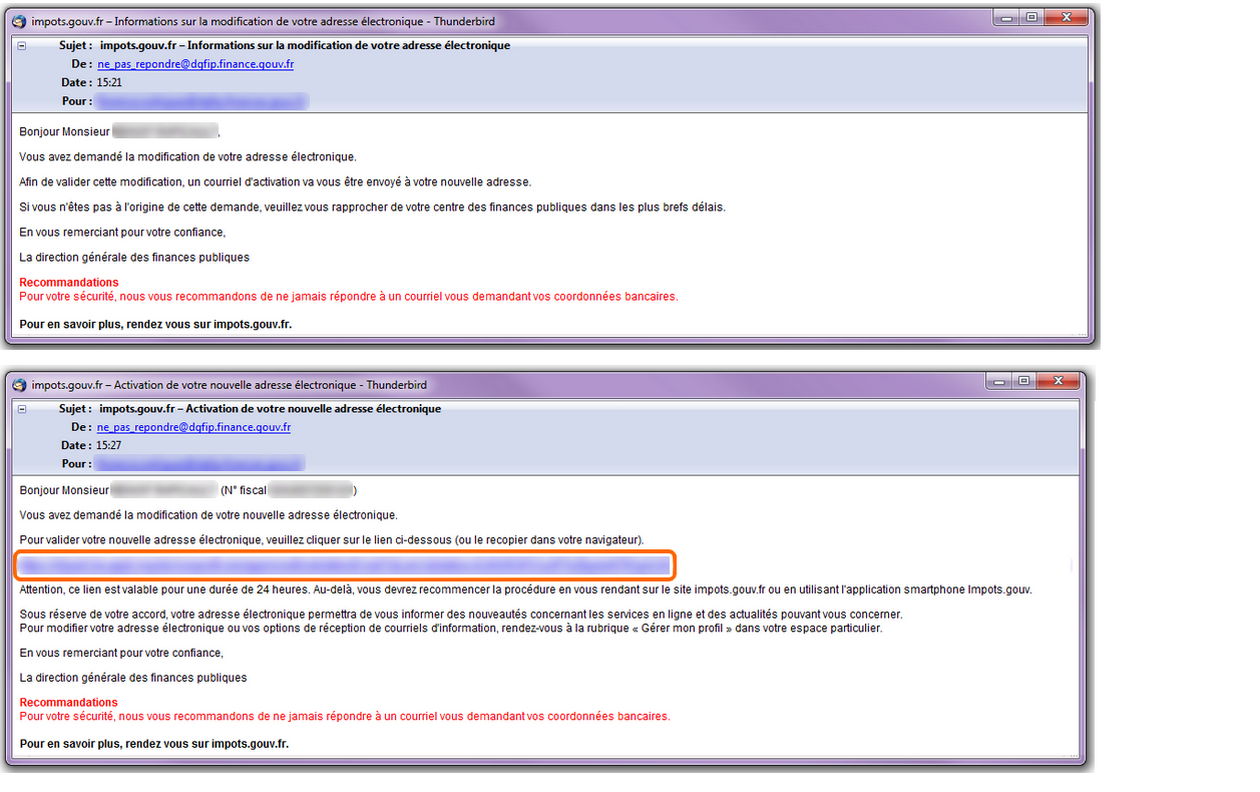 impots.gouv.fr – Informations sur la modification de votre adresse électronique - Thunderbird
Sujet : impots.gouv.fr – Informations sur la modification de votre adresse électronique
De : ne_pas_repondre@dgfip.finance.gouv.fr
Date : 15:21
Pour :
Bonjour Monsieur ,
Vous avez demandé la modification de votre adresse électronique.
Afin de valider cette modification, un courriel d'activation va vous être envoyé à votre nouvelle adresse.
Si vous n'êtes pas à l'origine de cette demande, veuillez vous rapprocher de votre centre des finances publiques dans les plus brefs délais.
En vous remerciant pour votre confiance,
La direction générale des finances publiques
Recommandations
Pour votre sécurité, nous vous recommandons de ne jamais répondre à un courriel vous demandant vos coordonnées bancaires.
Pour en savoir plus, rendez vous sur impots.gouv.fr.
impots.gouv.fr – Activation de votre nouvelle adresse électronique - Thunderbird
Sujet : impots.gouv.fr – Activation de votre nouvelle adresse électronique
De : ne_pas_repondre@dgfip.finance.gouv.fr
Date : 15:27
Pour :
Bonjour Monsieur (N° fiscal )
Vous avez demandé la modification de votre nouvelle adresse électronique.
Pour valider votre nouvelle adresse électronique, veuillez cliquer sur le lien ci-dessous (ou le recopier dans votre navigateur).
Attention, ce lien est valable pour une durée de 24 heures. Au-delà, vous devrez recommencer la procédure en vous rendant sur le site impots.gouv.fr ou en utilisant l'application smartphone Impots.gouv.
Sous réserve de votre accord, votre adresse électronique permettra de vous informer des nouveautés concernant les services en ligne et des actualités pouvant vous concerner.
Pour modifier votre adresse électronique ou vos options de réception de courriels d'information, rendez-vous à la rubrique « Gérer mon profil » dans votre espace particulier.
En vous remerciant pour votre confiance,
La direction générale des finances publiques
Recommandations
Pour votre sécurité, nous vous recommandons de ne jamais répondre à un courriel vous demandant vos coordonnées bancaires.
Pour en savoir plus, rendez vous sur impots.gouv.fr.